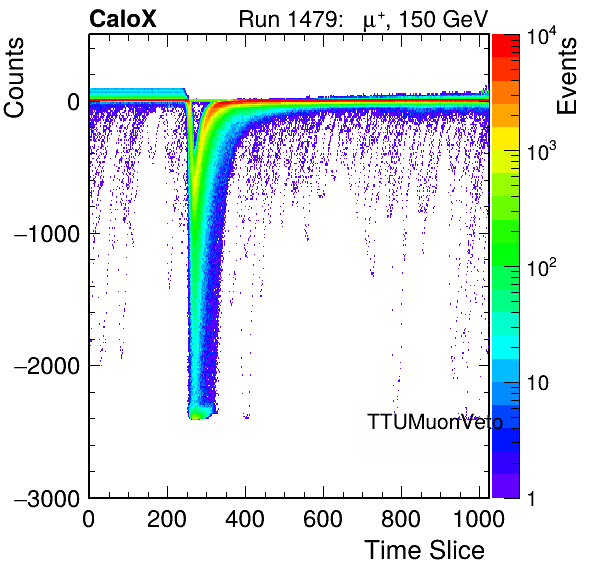 CaloX Run 1479: μ⁺, 150 GeV
Counts
Events
0
−1000
−2000
−3000
0 200 400 600 800 1000
Time Slice
TTUMuonVeto
10⁴
10³
10²
10
1